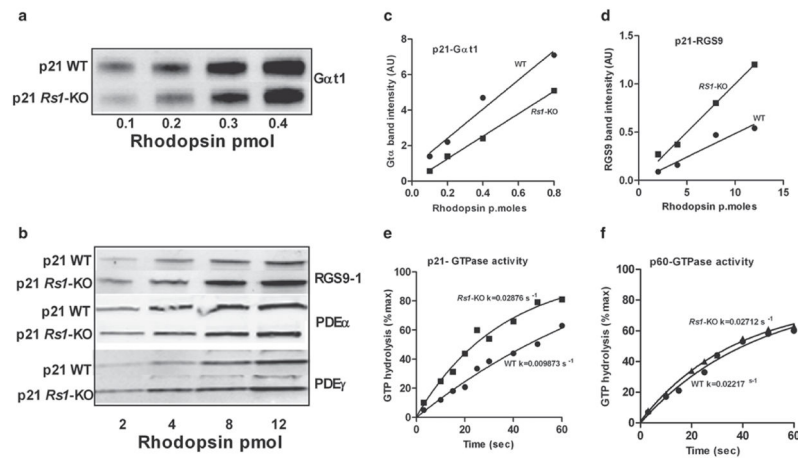 a
p21 WT
p21 Rs1-KO
Gαt1
0.1 0.2 0.3 0.4
Rhodopsin pmol
b
p21 WT
p21 Rs1-KO
RGS9-1
p21 WT
p21 Rs1-KO
PDEα
p21 WT
p21 Rs1-KO
PDEγ
2 4 8 12
Rhodopsin pmol
c
p21-Gαt1
Gtα band intensity (AU)
8
6
4
2
0
WT
Rs1-KO
0.0 0.2 0.4 0.6 0.8
Rhodopsin p.moles
d
p21-RGS9
RGS9 band intensity (AU)
1.5
1.0
0.5
0.0
RS1-KO
WT
0 5 10 15
Rhodopsin p.moles
e
p21- GTPase activity
GTP hydrolysis (%max)
100
80
60
40
20
0
Rs1-KO k=0.02876 s -1
WT k=0.009873 s -1
0 10 20 30 40 50 60
Time (sec)
f
p60-GTPase activity
GTP hydrolysis (%max)
100
80
60
40
20
0
Rs1-KO k=0.02712 s -1
WT k=0.02217 s-1
0 20 40 60
Time (sec)